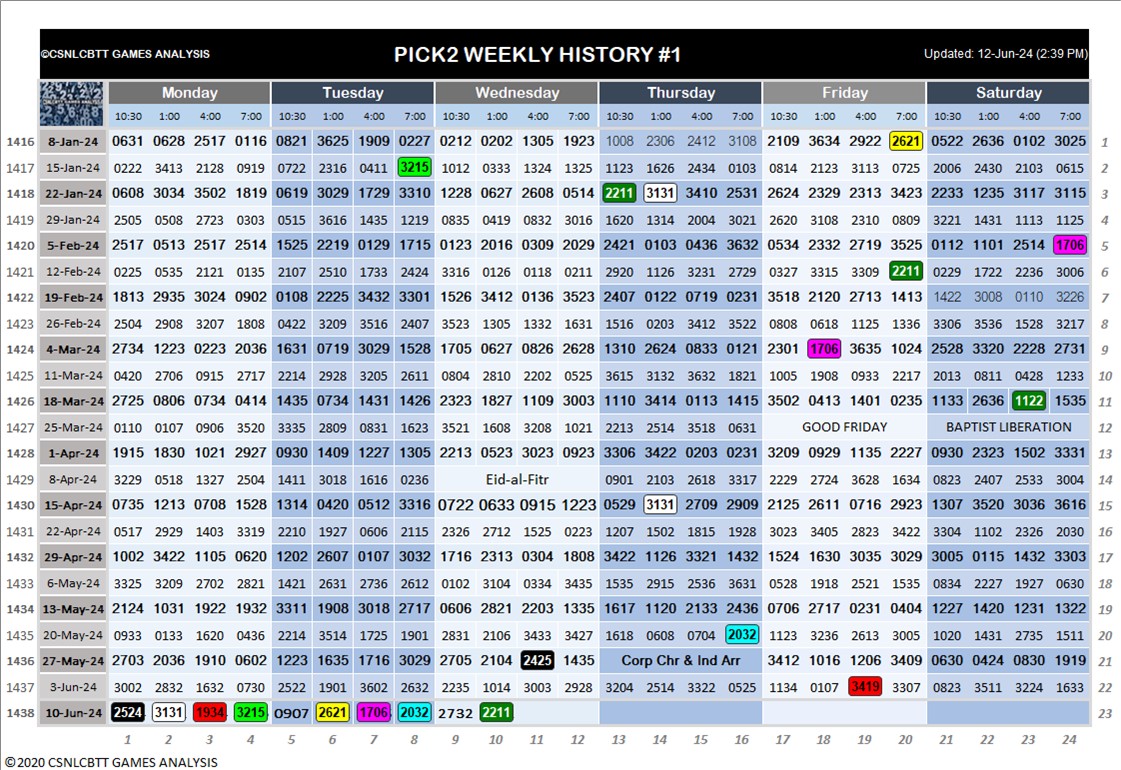 ©CSNLCBTT GAMES ANALYSIS PICK2 WEEKLY HISTORY #1 Updated: 12-Jun-24 (2:39 PM)
CSNLCBTT GAMES ANALYSIS Monday Tuesday Wednesday Thursday Friday Saturday
10:30 1:00 4:00 7:00 10:30 1:00 4:00 7:00 10:30 1:00 4:00 7:00 10:30 1:00 4:00 7:00 10:30 1:00 4:00 7:00 10:30 1:00 4:00 7:00
1416 8-Jan-24 0631 0628 2517 0116 0821 3625 1909 0227 0212 0202 1305 1923 1008 2306 2412 3108 2109 3634 2922 2621 0522 2636 0102 3025 1
1417 15-Jan-24 0222 3413 2128 0919 0722 2316 0411 3215 1012 0333 1324 1325 1123 1626 2434 0103 0814 2123 3113 0725 2006 2430 2103 0615 2
1418 22-Jan-24 0608 3034 3502 1819 0619 3029 1729 3310 1228 0627 2608 0514 2211 3131 3410 2531 2624 2329 2313 3423 2233 1235 3117 3115 3
1419 29-Jan-24 2505 0508 2723 0303 0515 3616 1435 1219 0835 0419 0832 3016 1620 1314 2004 3021 2620 3108 2310 0809 3221 1431 1113 1125 4
1420 5-Feb-24 2517 0513 2517 2514 1525 2219 0129 1715 0123 2016 0309 2029 2421 0103 0436 3632 0534 2332 2719 3525 0112 1101 2514 1706 5
1421 12-Feb-24 0225 0535 2121 0135 2107 2510 1733 2424 3316 0126 0118 0211 2920 1126 3231 2729 0327 3315 3309 2211 0229 1722 2236 3006 6
1422 19-Feb-24 1813 2935 3024 0902 0108 2225 3432 3301 1526 3412 0136 3523 2407 0122 0719 0231 3518 2120 2713 1413 1422 3008 0110 3226 7
1423 26-Feb-24 2504 2908 3207 1808 0422 3209 3516 2407 3523 1305 1332 1631 1516 0203 3412 3522 0808 0618 1125 1336 3306 3536 1528 3217 8
1424 4-Mar-24 2734 1223 0223 2036 1631 0719 3029 1528 1705 0627 0826 2628 1310 2624 0833 0121 2301 1706 3635 1024 2528 3320 2228 2731 9
1425 11-Mar-24 0420 2706 0915 2717 2214 2928 3205 2611 0804 2810 2202 0525 3615 3132 3632 1821 1005 1908 0933 2217 2013 0811 0428 1233 10
1426 18-Mar-24 2725 0806 0734 0414 1435 0734 1431 1426 2323 1827 1109 3003 1110 3414 0113 1415 3502 0413 1401 0235 1133 2636 1122 1535 11
1427 25-Mar-24 0110 0107 0906 3520 3335 2809 0831 1623 3521 1608 3208 1021 2213 2514 3518 0631 GOOD FRIDAY BAPTIST LIBERATION 12
1428 1-Apr-24 1915 1830 1021 2927 0930 1409 1227 1305 2213 0523 3023 0923 3306 3422 0203 0231 3209 0929 1135 2227 0930 2323 1502 3331 13
1429 8-Apr-24 3229 0518 1327 2504 1411 3018 1616 0236 Eid-al-Fitr 0901 2103 2618 3317 2229 2724 3628 1634 0823 2407 2533 3004 14
1430 15-Apr-24 0735 1213 0708 1528 1314 0420 0512 3316 0722 0633 0915 1223 0529 3131 2709 2909 2125 2611 0716 2923 1307 3520 3036 3616 15
1431 22-Apr-24 0517 2929 1403 3319 2210 1927 0606 2115 2326 2712 1525 0223 1207 1502 1815 1928 3023 3405 2823 3422 3304 1102 2326 2030 16
1432 29-Apr-24 1002 3422 1105 0620 1202 2607 0107 3032 1716 2313 0304 1808 3422 1126 3321 1432 1524 1630 3035 3029 3005 0115 1432 3303 17
1433 6-May-24 3325 3209 2702 2821 1421 2631 2736 2612 0102 3104 0334 3435 1535 2915 2536 3631 0528 1918 2521 1535 0834 2227 1927 0630 18
1434 13-May-24 2124 1031 1922 1932 3311 1908 3018 2717 0606 2821 2203 1335 1617 1120 2133 2436 0706 2717 0231 0404 1227 1420 1231 1322 19
1435 20-May-24 0933 0133 1620 0436 2214 3514 1725 1901 2831 2106 3433 3427 1618 0608 0704 2032 1123 3236 2613 3005 1020 1431 2735 1511 20
1436 27-May-24 2703 2036 1910 0602 1223 1635 1716 3029 2705 2104 2425 1435 Corp Chr & Ind Arr 3412 1016 1206 3409 0630 0424 0830 1919 21
1437 3-Jun-24 3002 2832 1632 0730 2522 1901 3602 2632 2235 1014 3003 2928 3204 2514 3322 0525 1134 0107 3419 3307 0823 3511 3224 1633 22
1438 10-Jun-24 2524 3131 1934 3215 0907 2621 1706 2032 2732 2211 23
1 2 3 4 5 6 7 8 9 10 11 12 13 14 15 16 17 18 19 20 21 22 23 24
©2020 CSNLCBTT GAMES ANALYSIS